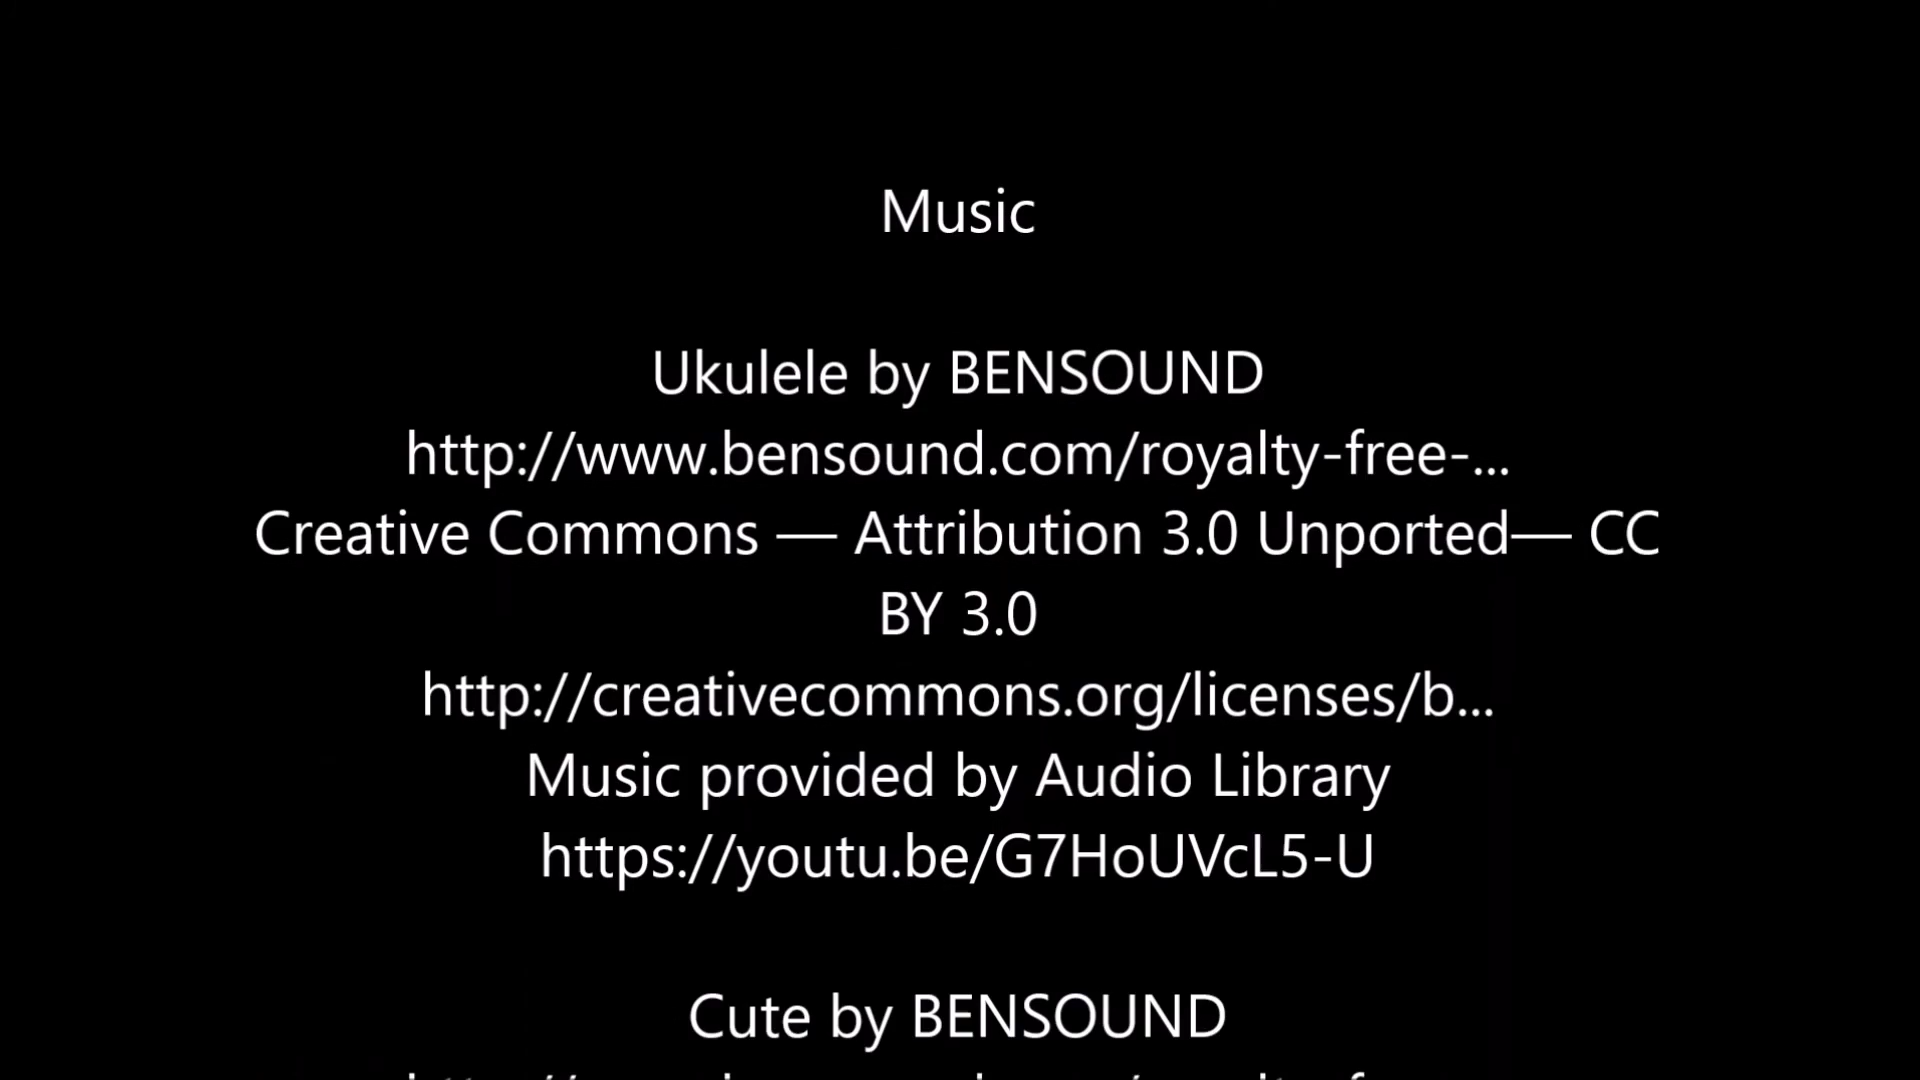 Music
Ukulele by BENSOUND
http://www.bensound.com/royalty-free-...
Creative Commons — Attribution 3.0 Unported— CC
BY 3.0
http://creativecommons.org/licenses/b...
Music provided by Audio Library
https://youtu.be/G7HoUVcL5-U
Cute by BENSOUND